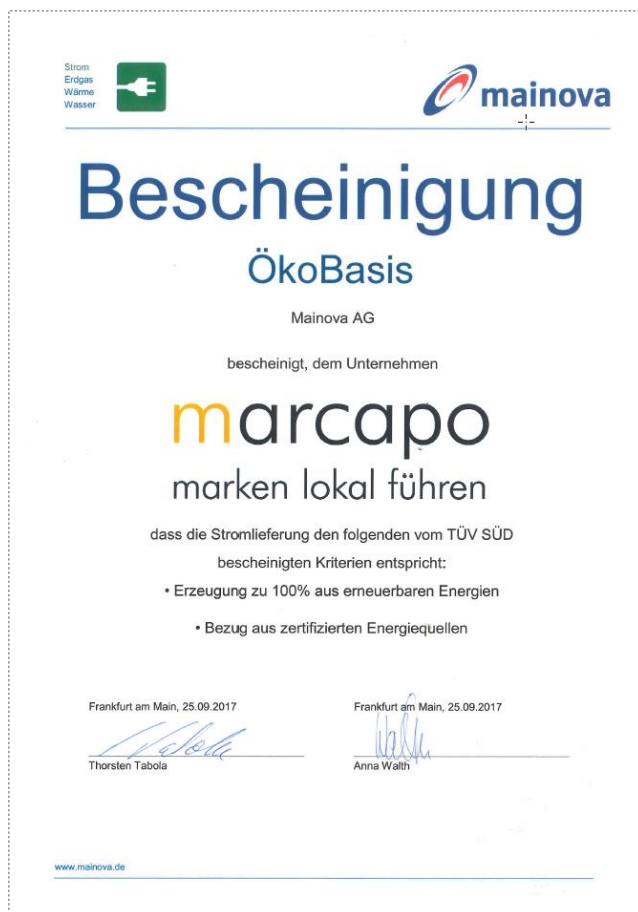 Strom
Erdgas
Wärme
Wasser
mainova
Bescheinigung
ÖkoBasis
Mainova AG
bescheinigt, dem Unternehmen
marcapo
marken lokal führen
dass die Stromlieferung den folgenden vom TÜV SÜD
bescheinigten Kriterien entspricht:
• Erzeugung zu 100% aus erneuerbaren Energien
• Bezug aus zertifizierten Energiequellen
Frankfurt am Main, 25.09.2017
Thorsten Tabola
Frankfurt am Main, 25.09.2017
Anna Walth
www.mainova.de